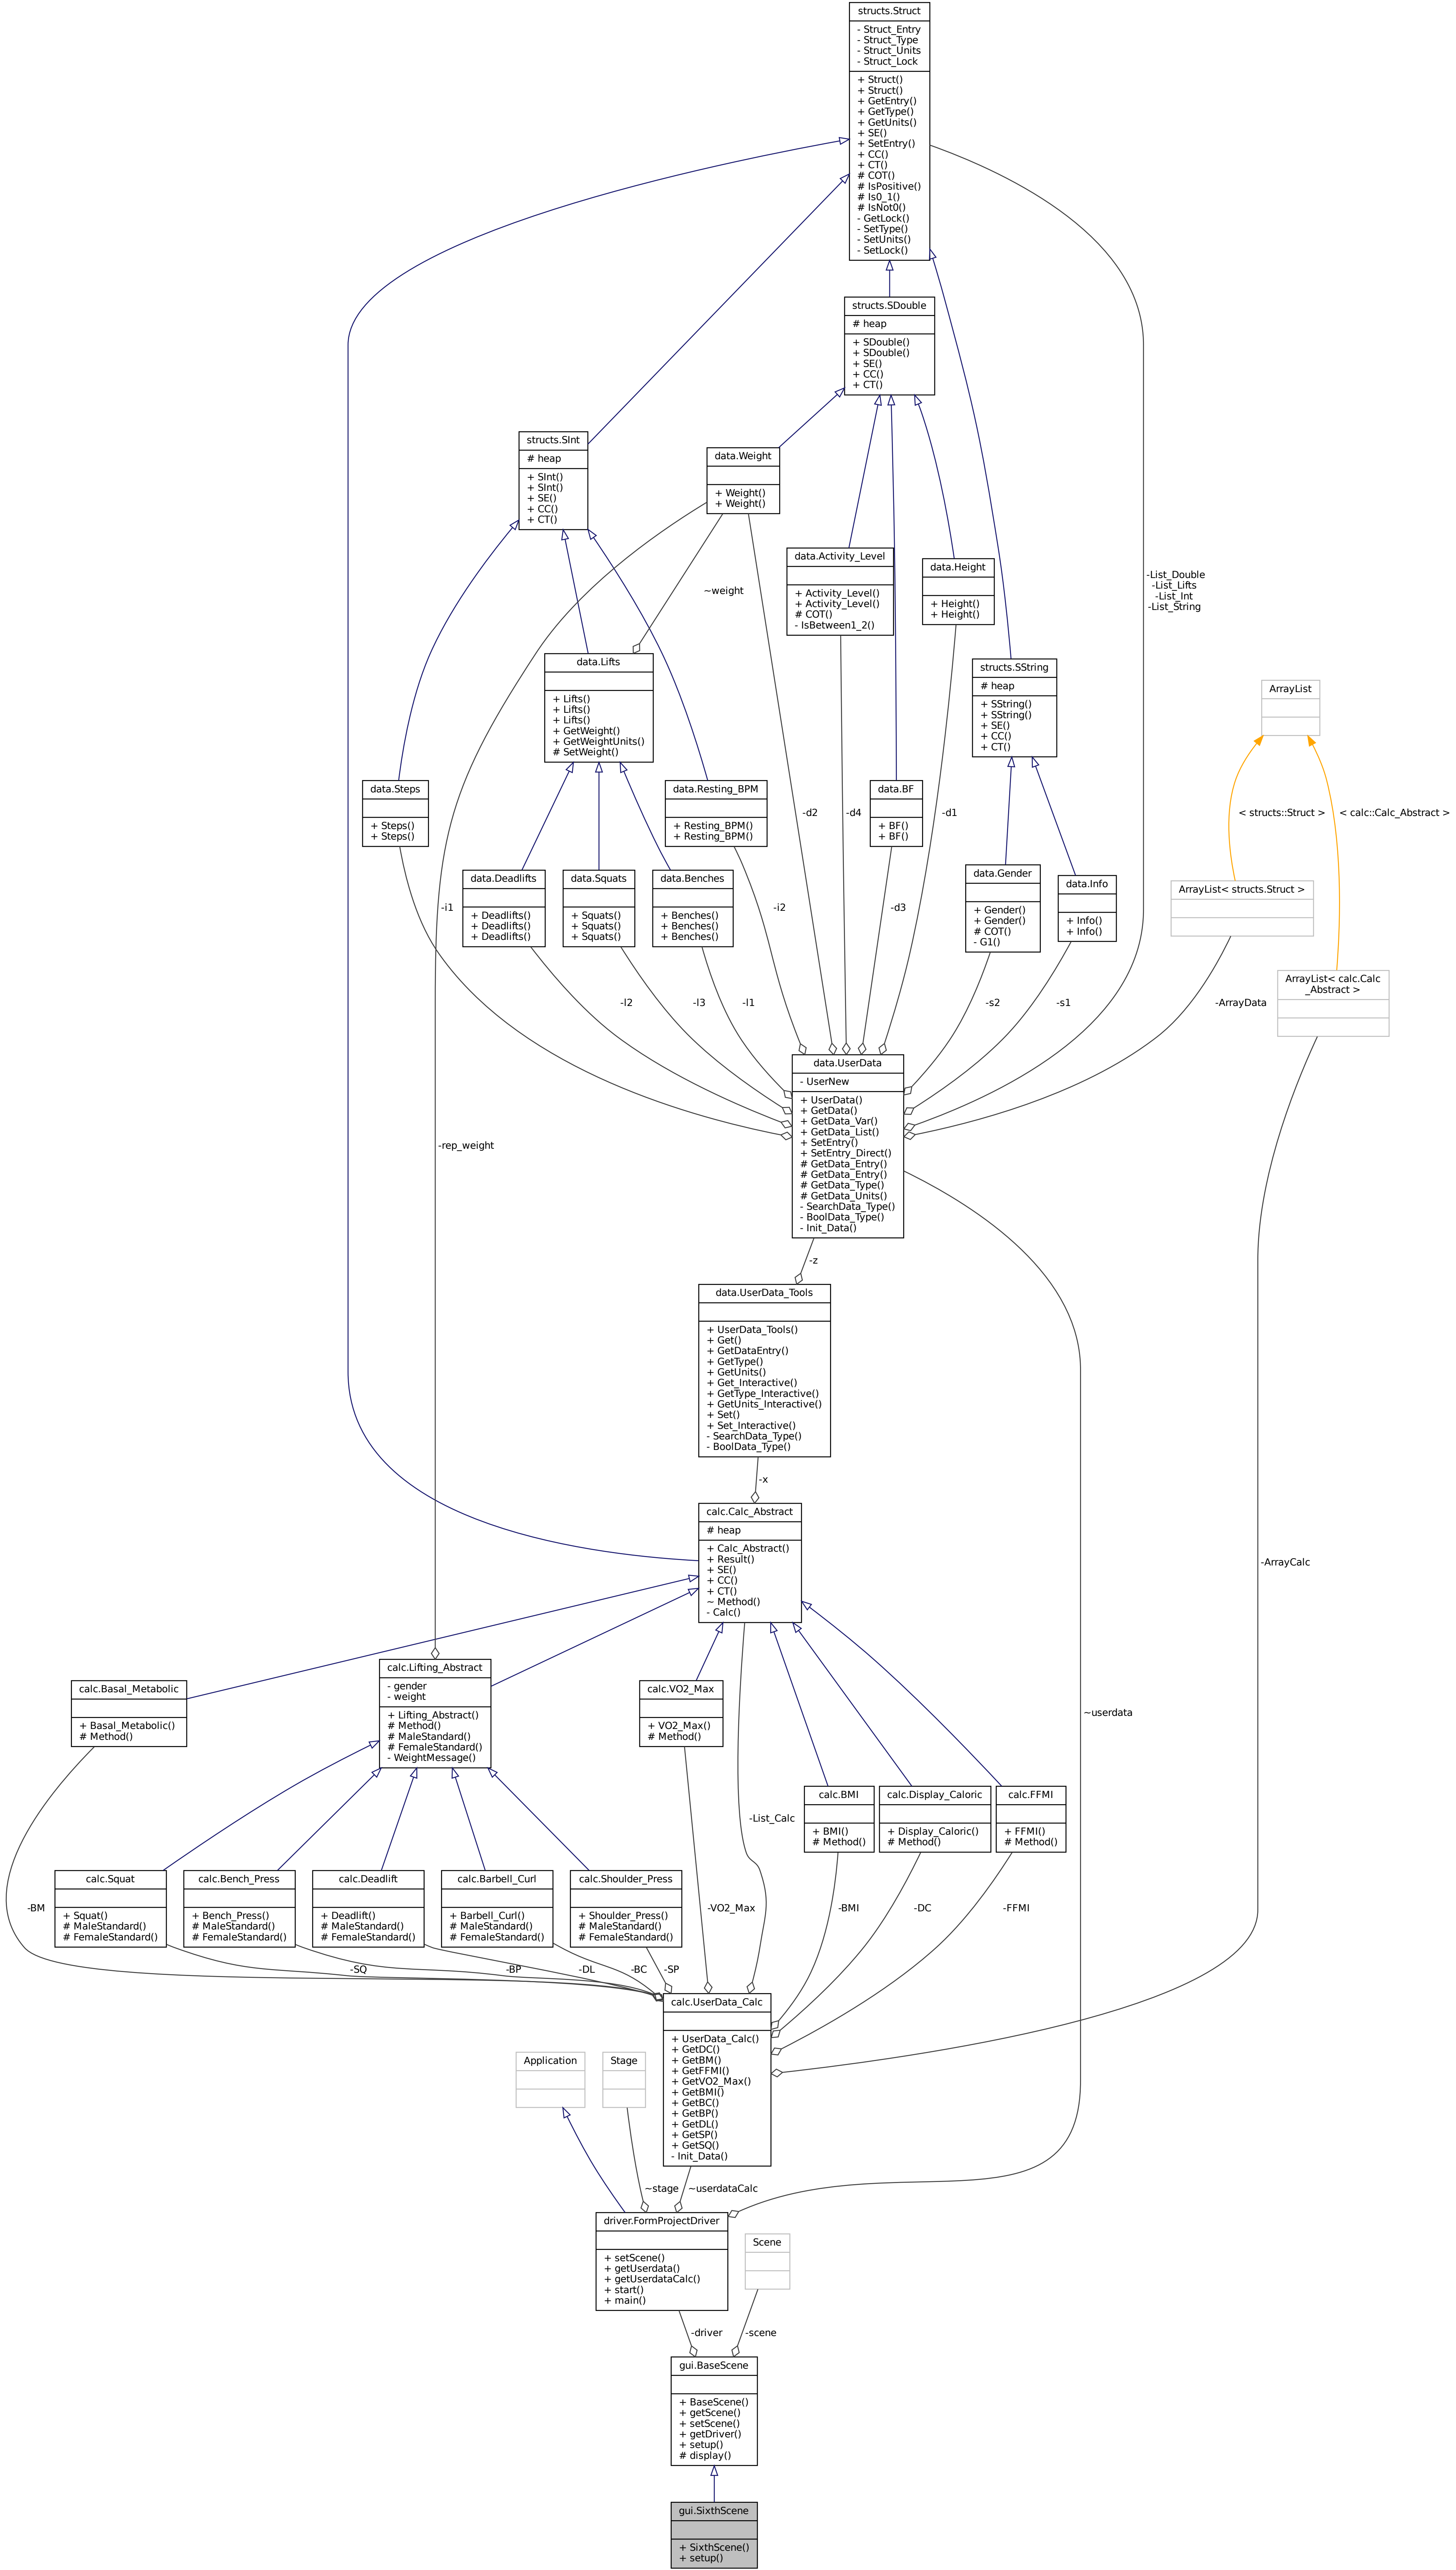 structs.Struct
- Struct_Entry
- Struct_Type
- Struct_Units
- Struct_Lock
+ Struct()
+ Struct()
+ GetEntry()
+ GetType()
+ GetUnits()
+ SE()
+ SetEntry()
+ CC()
+ CT()
# COT()
# IsPositive()
# Is0_1()
# IsNot0()
- GetLock()
- SetType()
- SetUnits()
- SetLock()
structs.SDouble
# heap
+ SDouble()
+ SDouble()
+ SE()
+ CC()
+ CT()
structs.SInt
# heap
+ SInt()
+ SInt()
+ SE()
+ CC()
+ CT()
data.Weight
+ Weight()
+ Weight()
data.Activity_Level
+ Activity_Level()
+ Activity_Level()
# COT()
- IsBetween1_2()
data.Height
+ Height()
+ Height()
-List_Double
-List_Lifts
-List_Int
-List_String
~weight
data.Lifts
+ Lifts()
+ Lifts()
+ Lifts()
+ GetWeight()
+ GetWeightUnits()
# SetWeight()
structs.SString
# heap
+ SString()
+ SString()
+ SE()
+ CC()
+ CT()
ArrayList
data.Steps
+ Steps()
+ Steps()
data.Resting_BPM
+ Resting_BPM()
+ Resting_BPM()
-d2
-d4
data.BF
+ BF()
+ BF()
-d1
< structs::Struct >
< calc::Calc_Abstract >
data.Deadlifts
+ Deadlifts()
+ Deadlifts()
+ Deadlifts()
data.Squats
+ Squats()
+ Squats()
+ Squats()
data.Benches
+ Benches()
+ Benches()
+ Benches()
data.Gender
+ Gender()
+ Gender()
# COT()
- G1()
data.Info
+ Info()
+ Info()
ArrayList< structs.Struct >
-i1
-i2
-d3
ArrayList< calc.Calc
_Abstract >
-l2
-l3
-l1
-s2
-s1
-ArrayData
data.UserData
- UserNew
+ UserData()
+ GetData()
+ GetData_Var()
+ GetData_List()
+ SetEntry()
+ SetEntry_Direct()
# GetData_Entry()
# GetData_Entry()
# GetData_Type()
# GetData_Units()
- SearchData_Type()
- BoolData_Type()
- Init_Data()
-rep_weight
-z
data.UserData_Tools
+ UserData_Tools()
+ Get()
+ GetDataEntry()
+ GetType()
+ GetUnits()
+ Get_Interactive()
+ GetType_Interactive()
+ GetUnits_Interactive()
+ Set()
+ Set_Interactive()
- SearchData_Type()
- BoolData_Type()
-x
calc.Calc_Abstract
# heap
+ Calc_Abstract()
+ Result()
+ SE()
+ CC()
+ CT()
~ Method()
- Calc()
-ArrayCalc
calc.Basal_Metabolic
+ Basal_Metabolic()
# Method()
calc.Lifting_Abstract
- gender
- weight
+ Lifting_Abstract()
# Method()
# MaleStandard()
# FemaleStandard()
- WeightMessage()
calc.VO2_Max
+ VO2_Max()
# Method()
~userdata
-List_Calc
calc.BMI
+ BMI()
# Method()
calc.Display_Caloric
+ Display_Caloric()
# Method()
calc.FFMI
+ FFMI()
# Method()
calc.Squat
+ Squat()
# MaleStandard()
# FemaleStandard()
calc.Bench_Press
+ Bench_Press()
# MaleStandard()
# FemaleStandard()
calc.Deadlift
+ Deadlift()
# MaleStandard()
# FemaleStandard()
calc.Barbell_Curl
+ Barbell_Curl()
# MaleStandard()
# FemaleStandard()
calc.Shoulder_Press
+ Shoulder_Press()
# MaleStandard()
# FemaleStandard()
-BM
-VO2_Max
-BMI
-DC
-FFMI
-SQ
-BP
-DL
-BC
-SP
calc.UserData_Calc
+ UserData_Calc()
+ GetDC()
+ GetBM()
+ GetFFMI()
+ GetVO2_Max()
+ GetBMI()
+ GetBC()
+ GetBP()
+ GetDL()
+ GetSP()
+ GetSQ()
- Init_Data()
Application
Stage
~stage
~userdataCalc
driver.FormProjectDriver
+ setScene()
+ getUserdata()
+ getUserdataCalc()
+ start()
+ main()
Scene
-driver
-scene
gui.BaseScene
+ BaseScene()
+ getScene()
+ setScene()
+ getDriver()
+ setup()
# display()
gui.SixthScene
+ SixthScene()
+ setup()